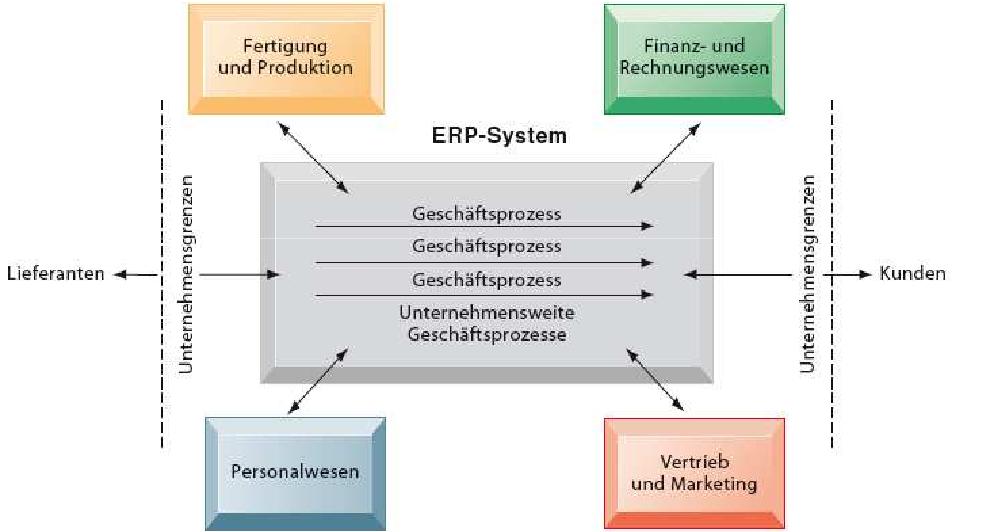 Fertigung
und Produktion
Finanz- und
Rechnungswesen
ERP-System
Unternehmensgrenzen
Geschäftsprozess
Geschäftsprozess
Geschäftsprozess
Unternehmensweite
Geschäftsprozesse
Lieferanten
Unternehmensgrenzen
Kunden
Personalwesen
Vertrieb
und Marketing